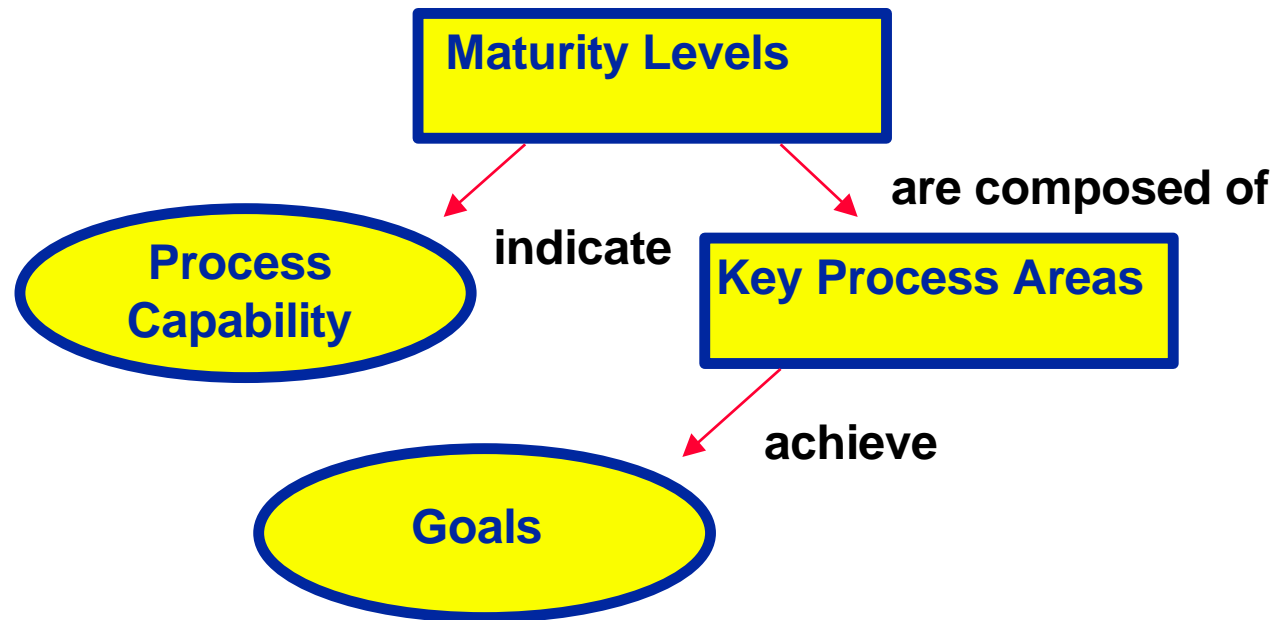 Maturity Levels
are composed of
indicate
Process
Capability
Key Process Areas
achieve
Goals